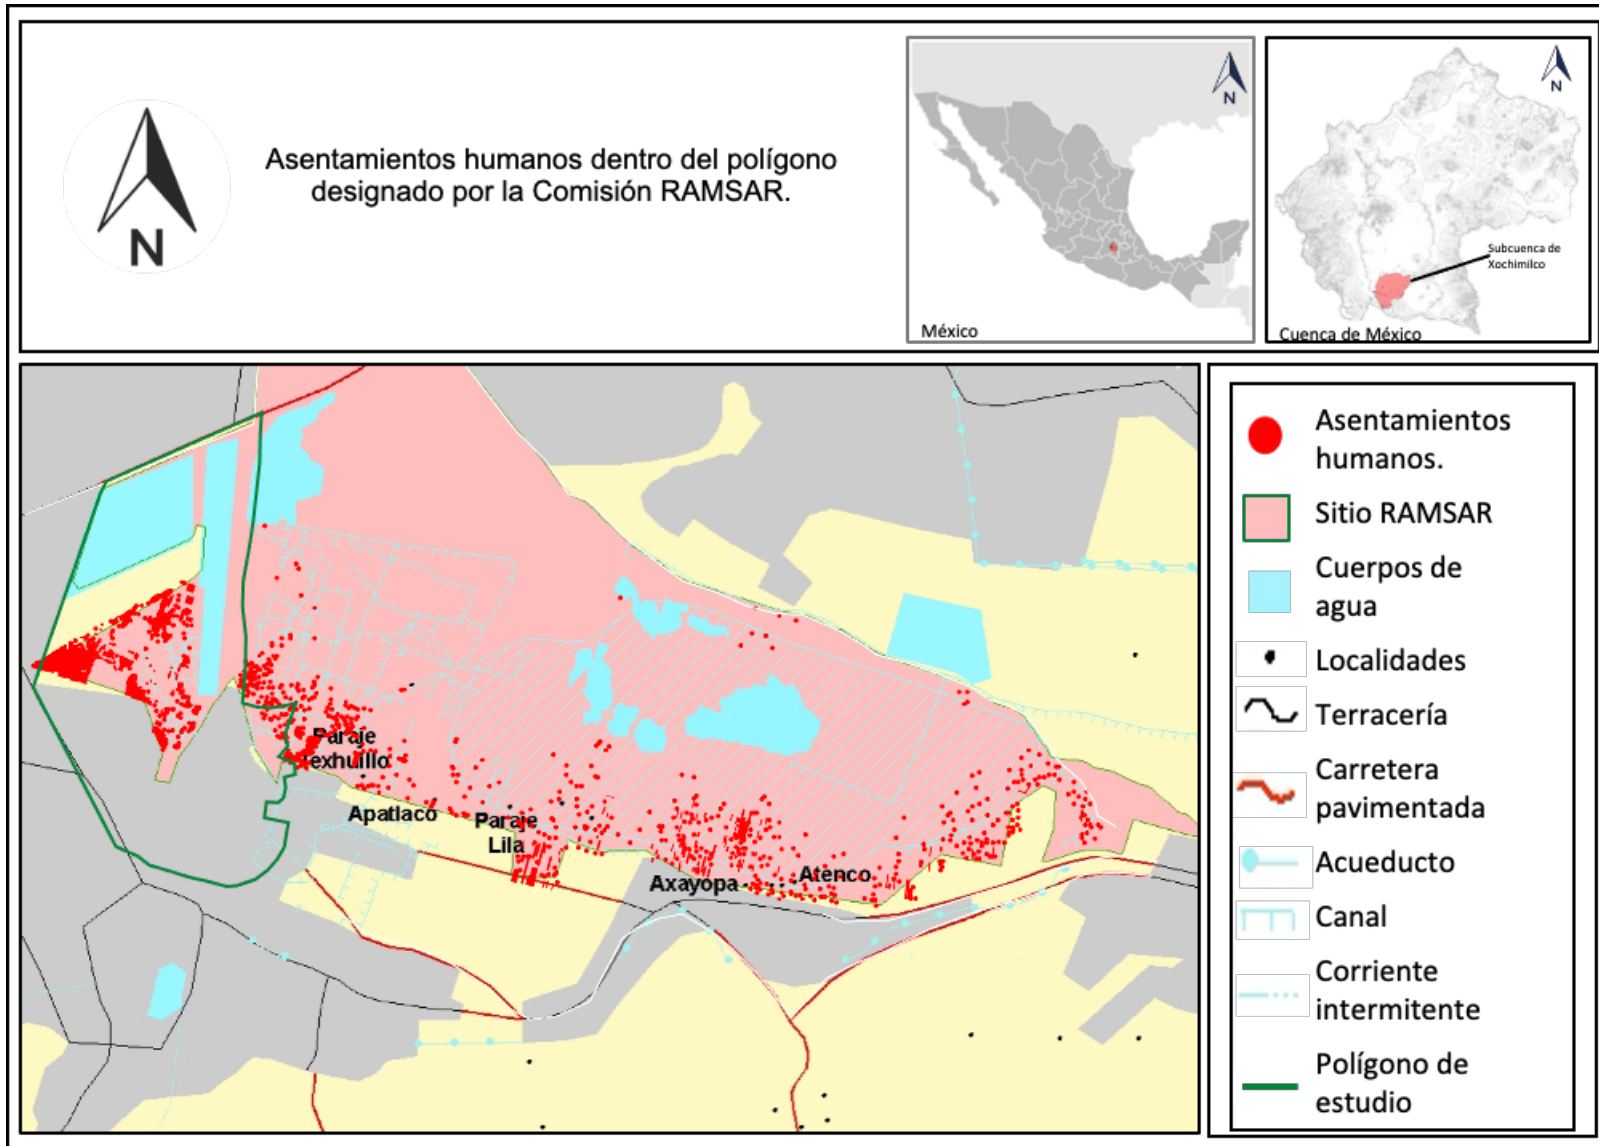 N
Asentamientos humanos dentro del polígono
designado por la Comisión RAMSAR.
N
México
N
Subcuenca de
Xochimilco
Cuenca de México
Paraje
Texhuilo
Apatlaco
Paraje
Lila
Axayopa
Atenco
Asentamientos
humanos.
Sitio RAMSAR
Cuerpos de
agua
Localidades
Terracería
Carretera
pavimentada
Acueducto
Canal
Corriente
intermitente
Polígono de
estudio